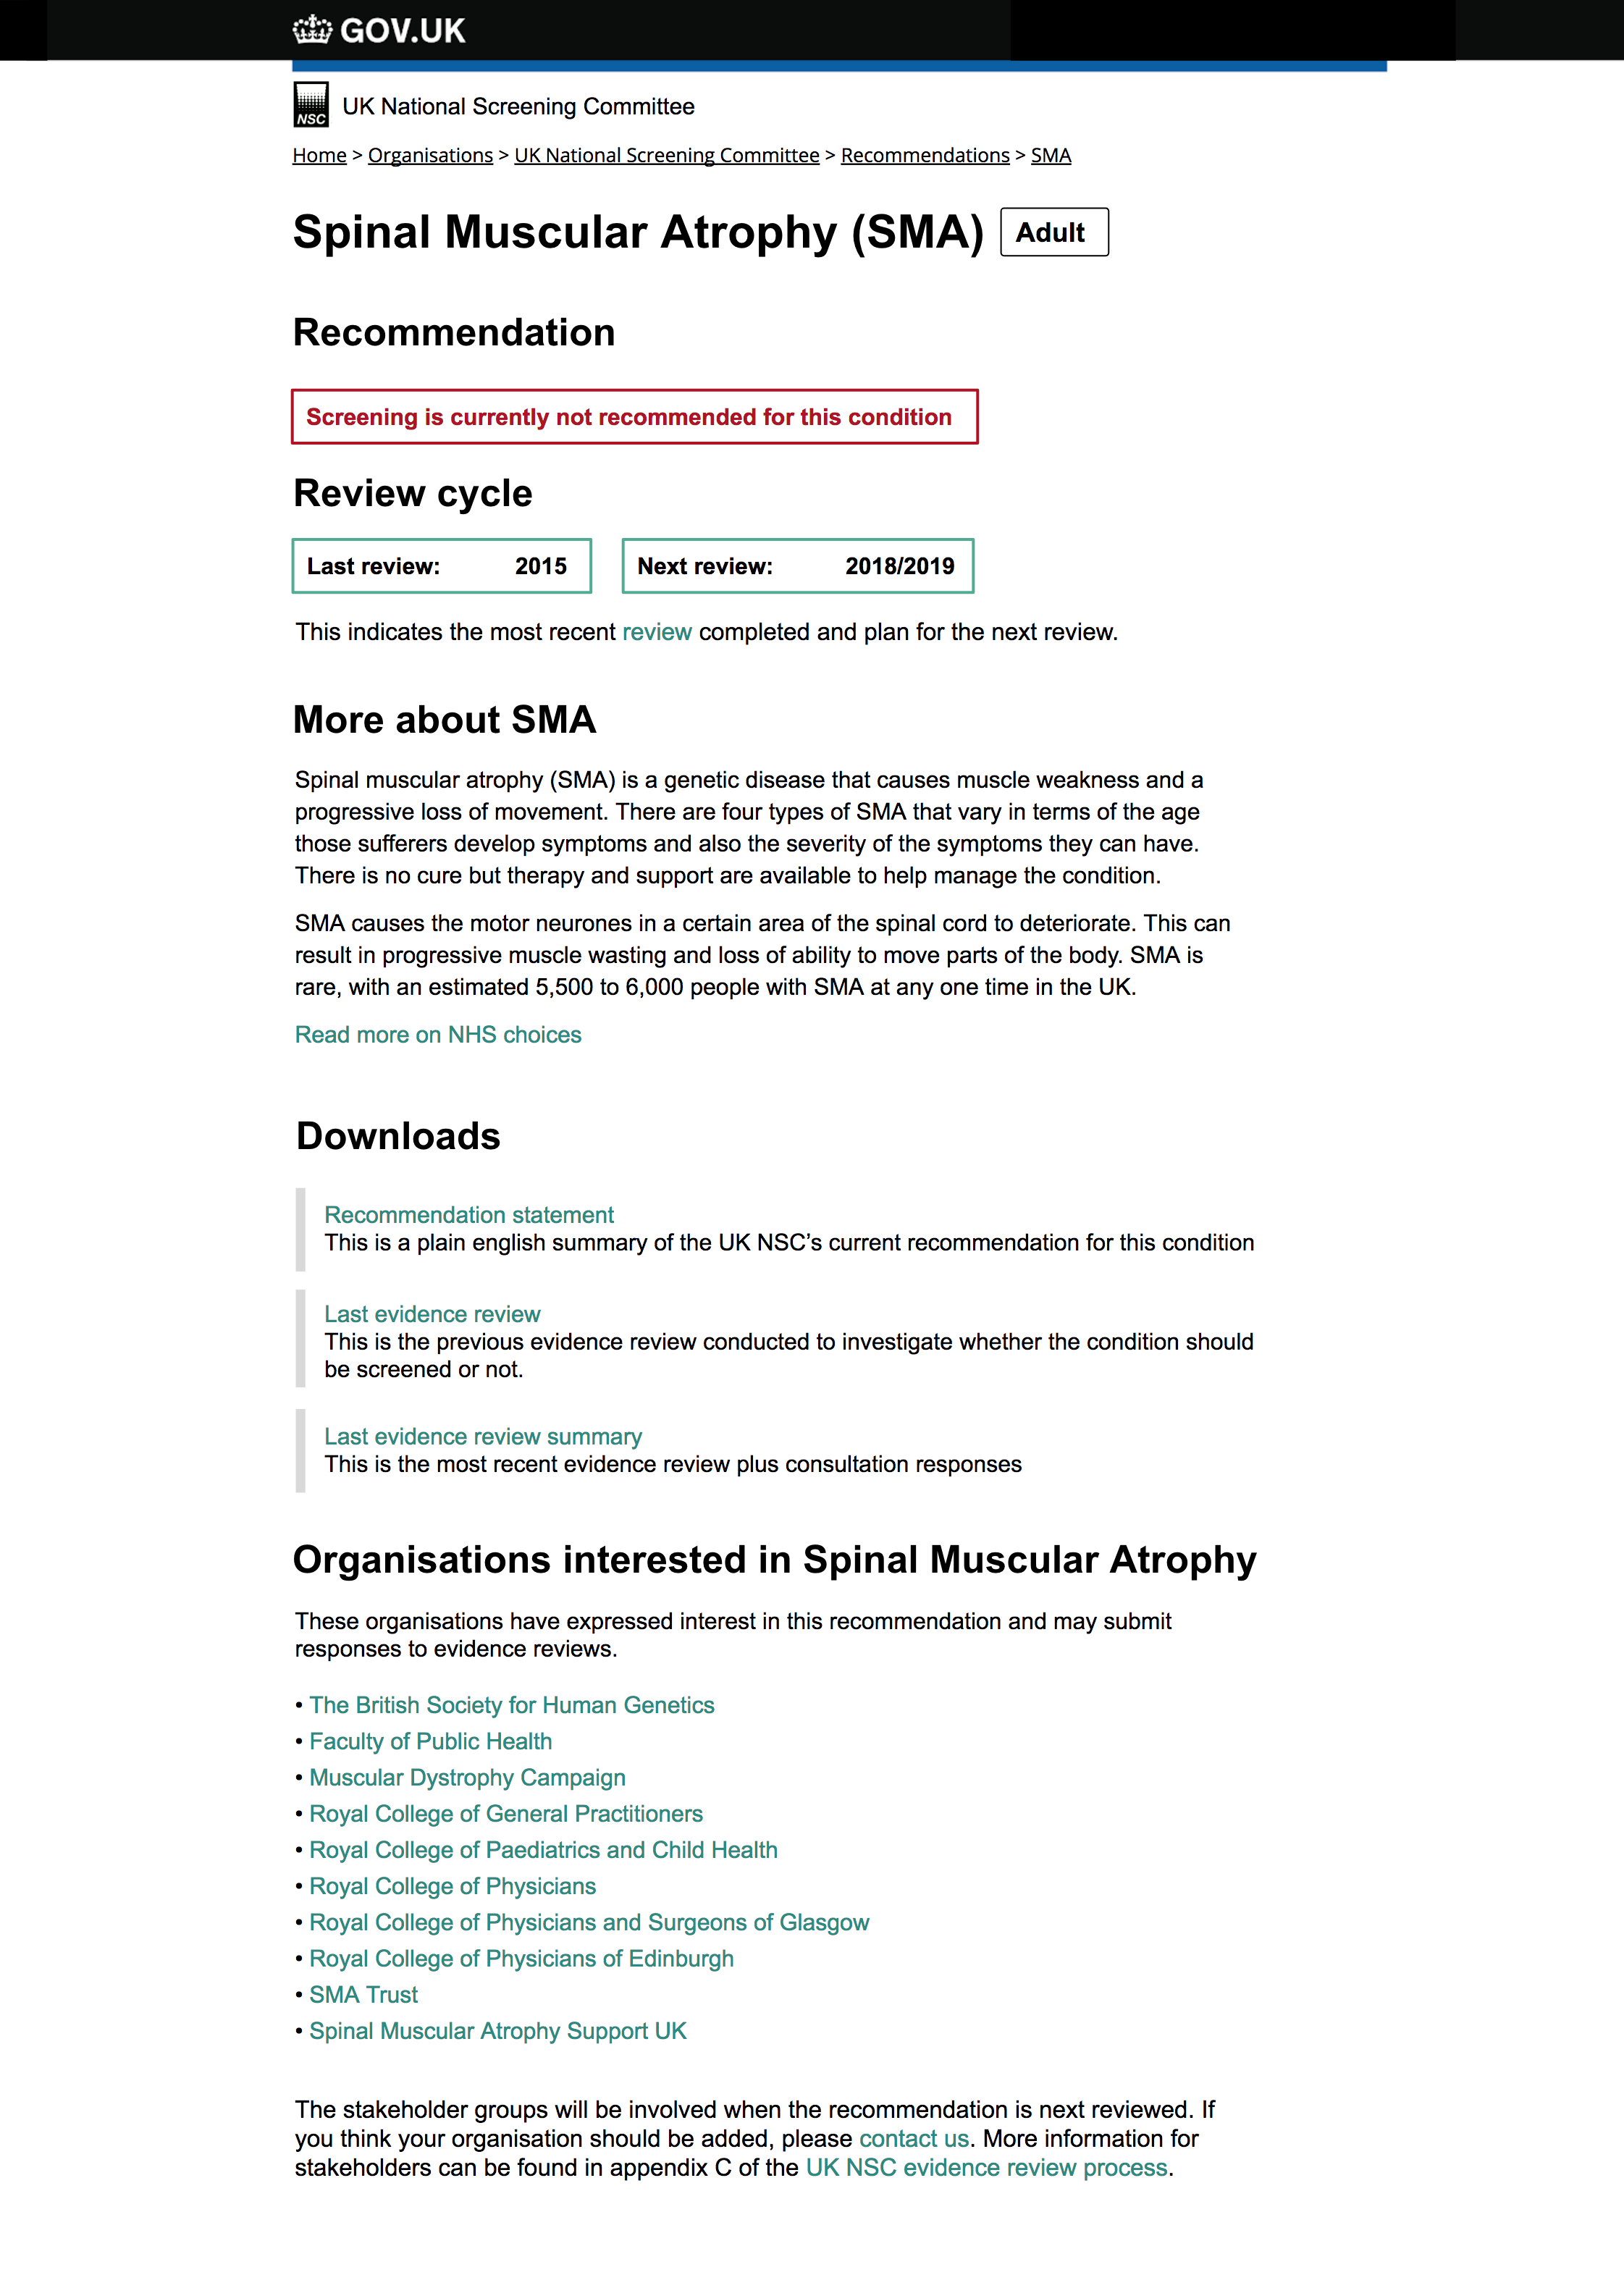 GOV.UK
NSC UK National Screening Committee
Home > Organisations > UK National Screening Committee > Recommendations > SMA
Spinal Muscular Atrophy (SMA) Adult
Recommendation
Screening is currently not recommended for this condition
Review cycle
Last review: 2015 Next review: 2018/2019
This indicates the most recent review completed and plan for the next review.
More about SMA
Spinal muscular atrophy (SMA) is a genetic disease that causes muscle weakness and a
progressive loss of movement. There are four types of SMA that vary in terms of the age
those sufferers develop symptoms and also the severity of the symptoms they can have.
There is no cure but therapy and support are available to help manage the condition.
SMA causes the motor neurones in a certain area of the spinal cord to deteriorate. This can
result in progressive muscle wasting and loss of ability to move parts of the body. SMA is
rare, with an estimated 5,500 to 6,000 people with SMA at any one time in the UK.
Read more on NHS choices
Downloads
Recommendation statement
This is a plain english summary of the UK NSC’s current recommendation for this condition
Last evidence review
This is the previous evidence review conducted to investigate whether the condition should
be screened or not.
Last evidence review summary
This is the most recent evidence review plus consultation responses
Organisations interested in Spinal Muscular Atrophy
These organisations have expressed interest in this recommendation and may submit
responses to evidence reviews.
• The British Society for Human Genetics
• Faculty of Public Health
• Muscular Dystrophy Campaign
• Royal College of General Practitioners
• Royal College of Paediatrics and Child Health
• Royal College of Physicians
• Royal College of Physicians and Surgeons of Glasgow
• Royal College of Physicians of Edinburgh
• SMA Trust
• Spinal Muscular Atrophy Support UK
The stakeholder groups will be involved when the recommendation is next reviewed. If
you think your organisation should be added, please contact us. More information for
stakeholders can be found in appendix C of the UK NSC evidence review process.